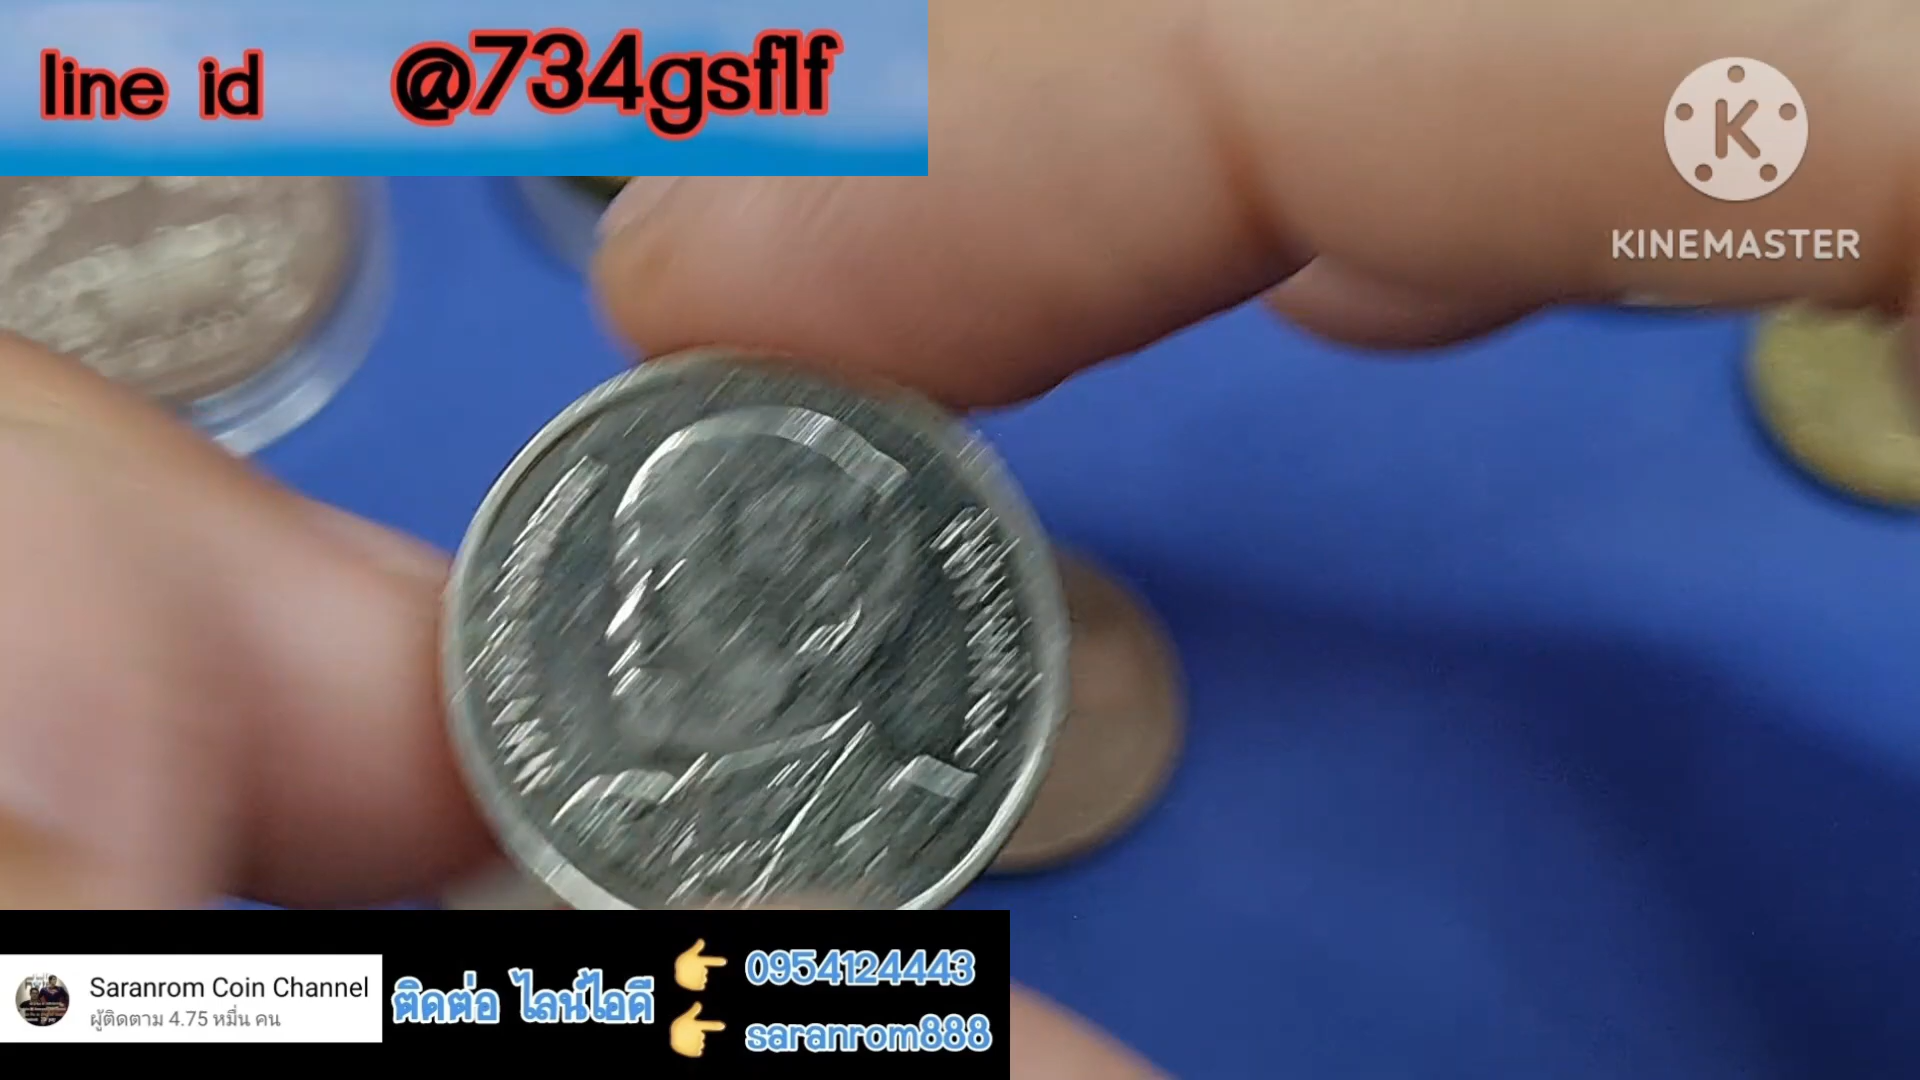 line id @734gsflf
KINEMASTER
Saranrom Coin Channel
ผู้ติดตาม 4.75 หมื่น คน
ติดต่อ ไลน์ไอดี
👉 0954124443
👉 saranrom888